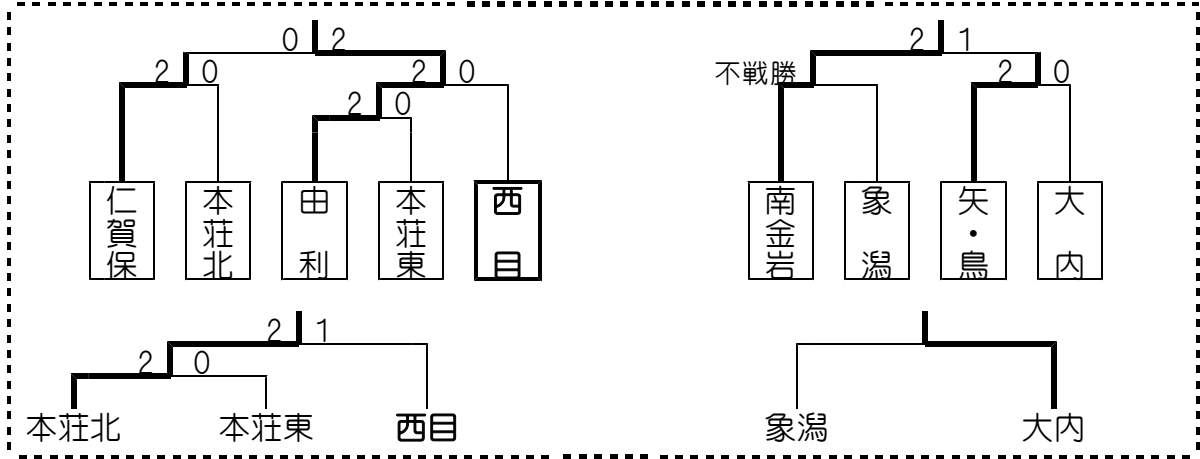 0 2
2 1
2 0
2 0
不戦勝
2 0
2 0
仁賀保
本荘北
由利
本荘東
西目
南金岩
象潟
矢・鳥
大内
2 1
2 0
本荘北
本荘東
西目
象潟
大内